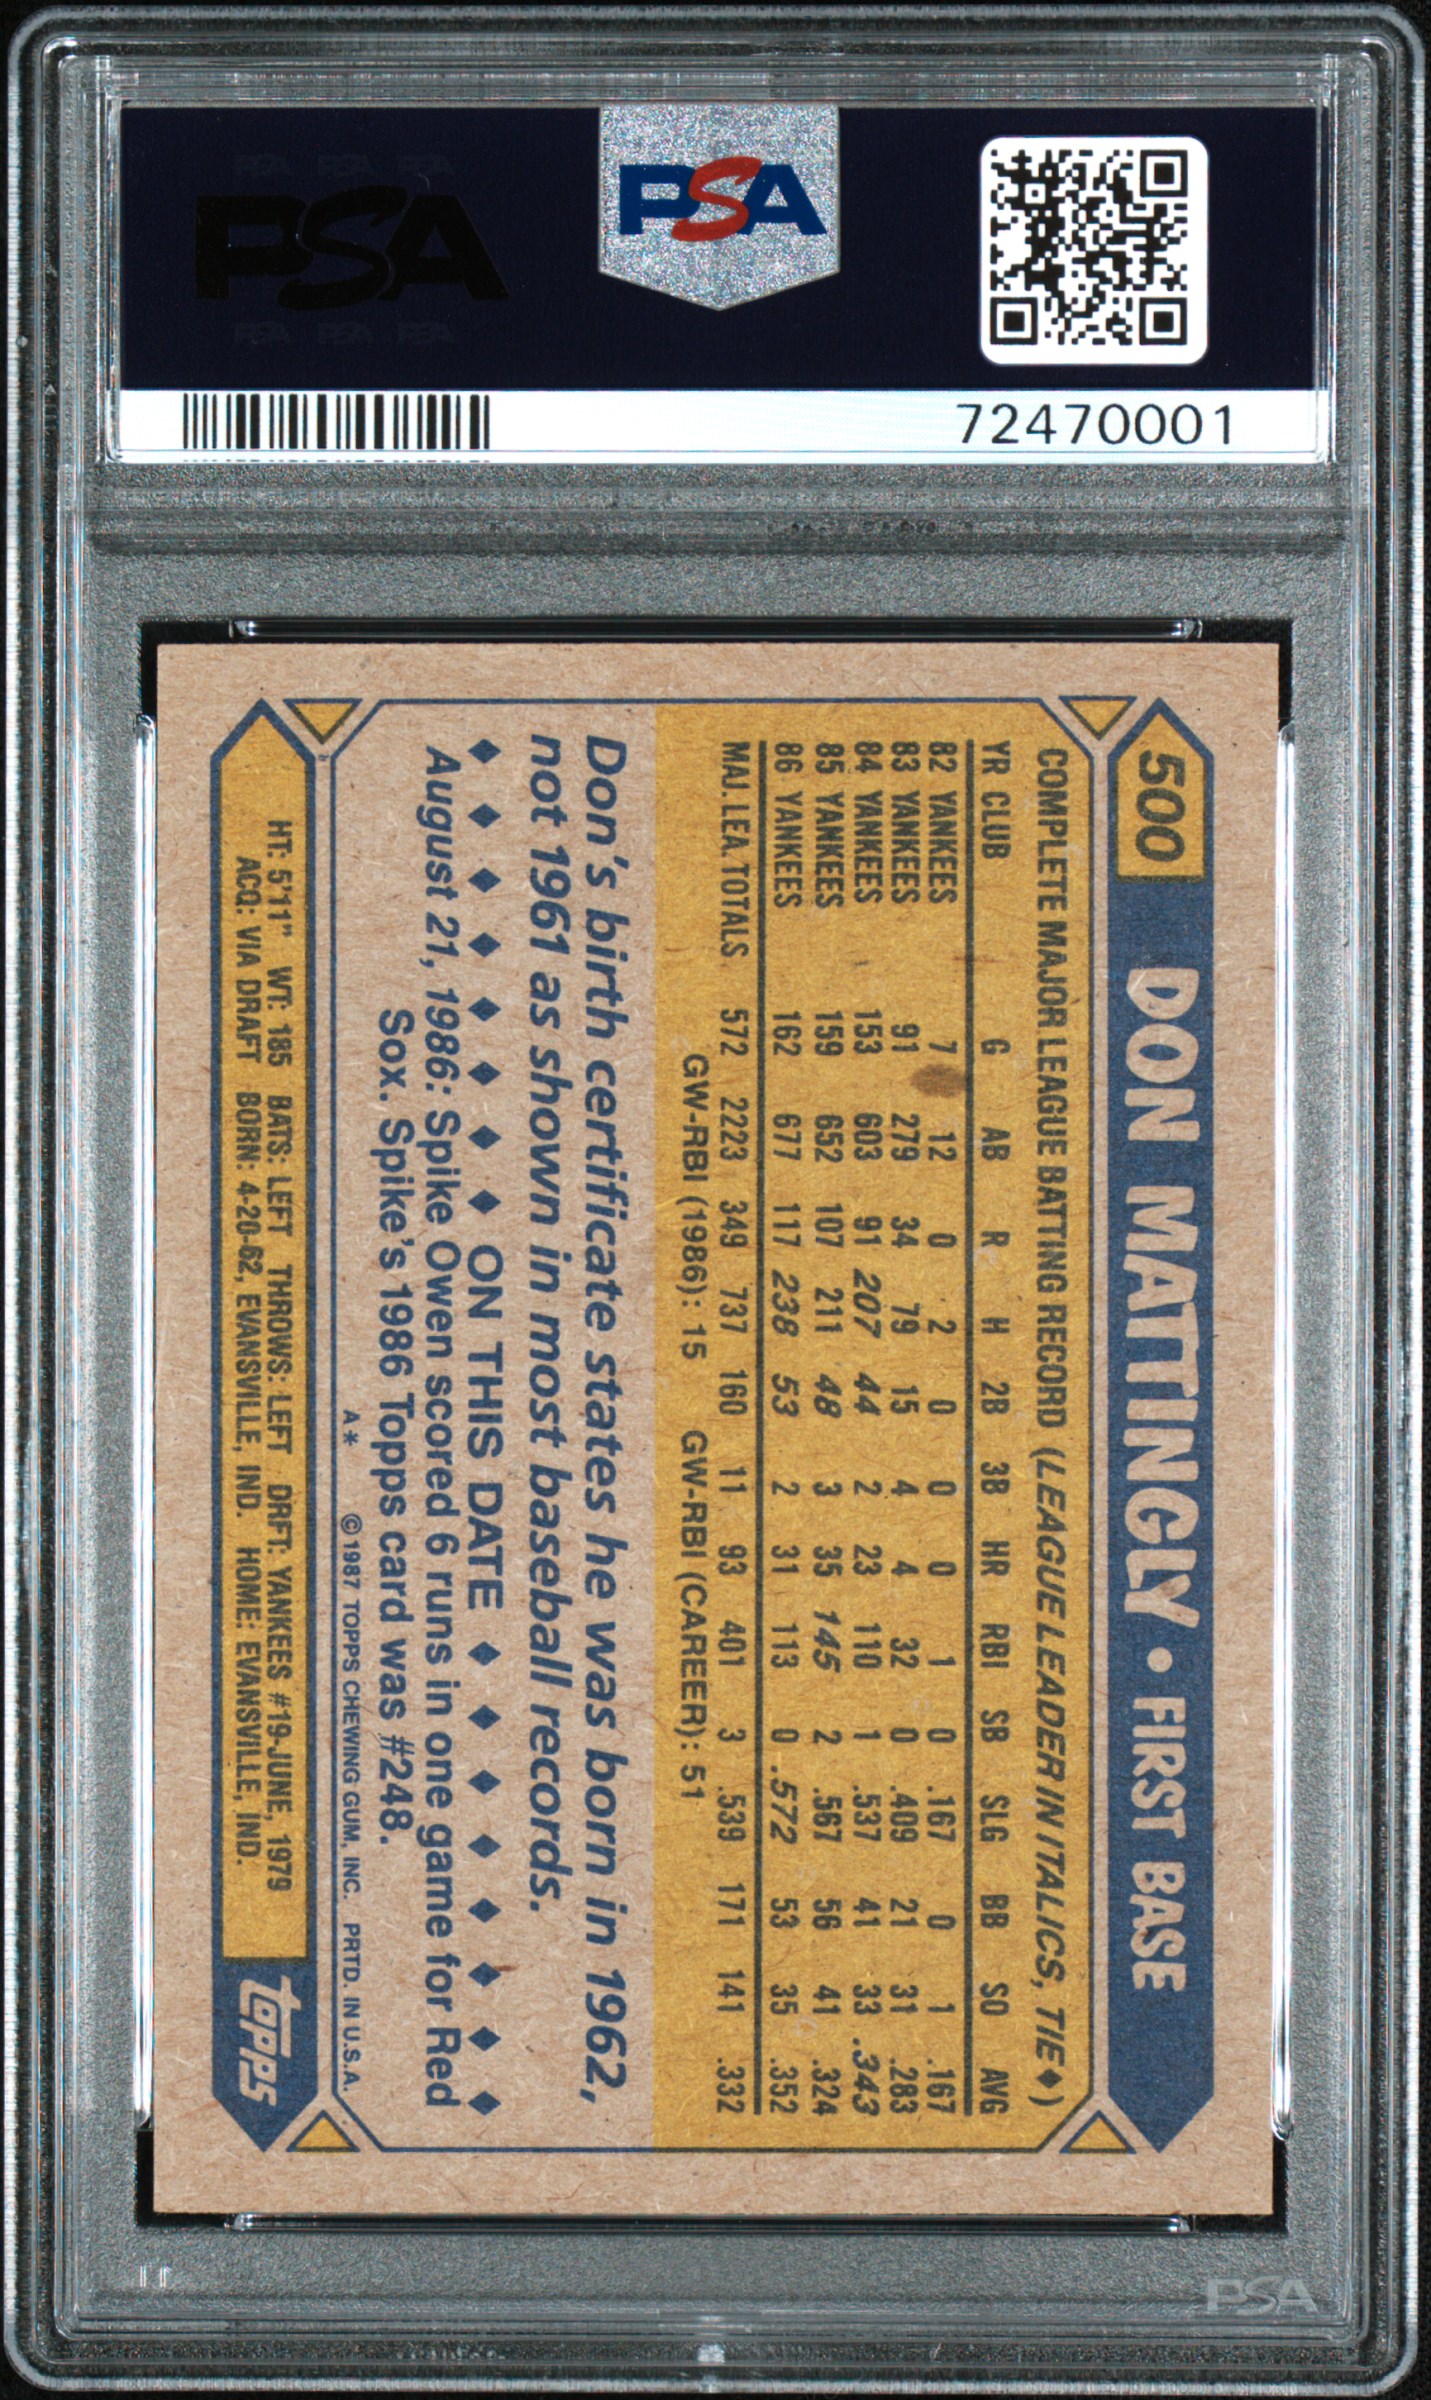 PSA PSA PSA
PSA
PSA PSA PSA
PSA
72470001
500 DON MATTINGLY • FIRST BASE
COMPLETE MAJOR LEAGUE BATTING RECORD (LEAGUE LEADER IN ITALICS, TIE♦)
YR CLUB G AB R H 2B 3B HR RBI SB SLG BB SO AVG
82 YANKEES 7 12 0 2 0 0 0 1 0 .167 0 1 .167
83 YANKEES 91 279 34 79 15 4 4 32 0 .409 21 31 .283
84 YANKEES 153 603 91 207 44 2 23 110 1 .537 41 33 .343
85 YANKEES 159 652 107 211 48 3 35 145 2 .567 56 41 .324
86 YANKEES 162 677 117 238 53 2 31 113 0 .572 53 35 .352
MAJ. LEA. TOTALS 572 2223 349 737 160 11 93 401 3 .539 171 141 .332
GW-RBI (1986): 15 GW-RBI (CAREER): 51
Don's birth certificate states he was born in 1962,
not 1961 as shown in most baseball records.
♦ ♦ ♦ ♦ ♦ ♦ ♦ ♦ ON THIS DATE ♦ ♦ ♦ ♦ ♦ ♦ ♦ ♦
August 21, 1986: Spike Owen scored 6 runs in one game for Red
Sox. Spike's 1986 Topps card was #248.
A* ©1987 TOPPS CHEWING GUM, INC. PRTD. IN U.S.A.
HT: 5'11" WT: 185 BATS: LEFT THROWS: LEFT DRFT: YANKEES #19-JUNE, 1979
ACQ: VIA DRAFT BORN: 4-20-62, EVANSVILLE, IND. HOME: EVANSVILLE, IND.
topps
PSA